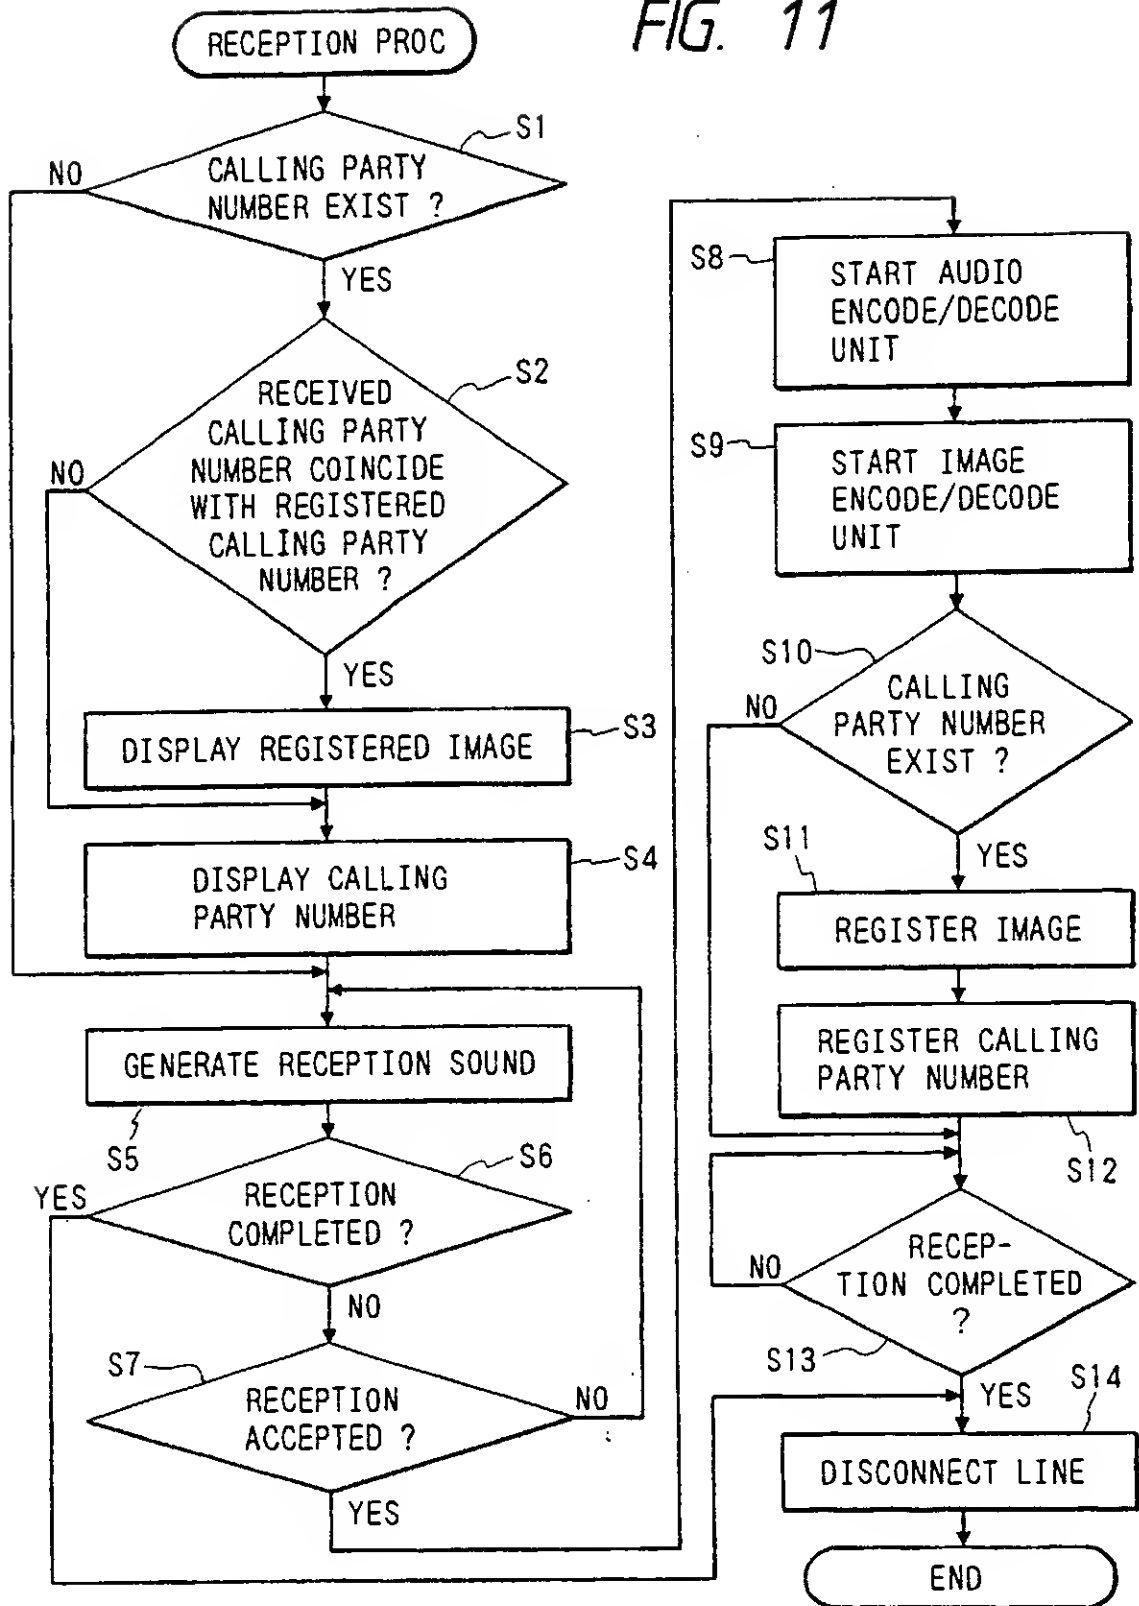 FIG. 11
RECEPTION PROC
S1
NO
CALLING PARTY
NUMBER EXIST ?
YES
S2
RECEIVED
CALLING PARTY
NUMBER COINCIDE
WITH REGISTERED
CALLING PARTY
NUMBER ?
NO
YES
S3
DISPLAY REGISTERED IMAGE
S4
DISPLAY CALLING
PARTY NUMBER
GENERATE RECEPTION SOUND
S5
S6
YES
RECEPTION
COMPLETED ?
NO
S7
RECEPTION
ACCEPTED ?
NO
YES
S8
START AUDIO
ENCODE/DECODE
UNIT
S9
START IMAGE
ENCODE/DECODE
UNIT
S10
NO
CALLING
PARTY NUMBER
EXIST ?
YES
S11
REGISTER IMAGE
REGISTER CALLING
PARTY NUMBER
S12
NO
RECEP-
TION COMPLETED
?
S13
YES
S14
DISCONNECT LINE
END